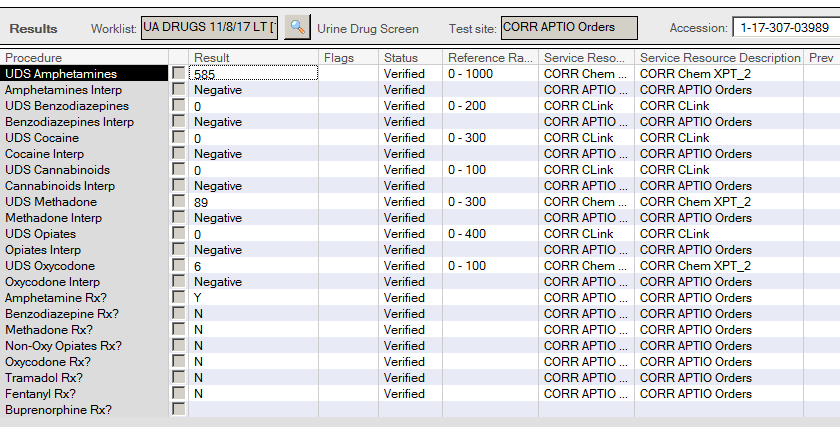 Results Worklist: UA DRUGS 11/8/17 LT [ Urine Drug Screen Test site: CORR APTIO Orders Accession: 1-17-307-03989
Procedure Result Flags Status Reference Ra... Service Reso... Service Resource Description Prev
UDS Amphetamines 585 Verified 0 - 1000 CORR Chem ... CORR Chem XPT_2
Amphetamines Interp Negative Verified CORR APTIO ... CORR APTIO Orders
UDS Benzodiazepines 0 Verified 0 - 200 CORR CLink CORR CLink
Benzodiazepines Interp Negative Verified CORR APTIO ... CORR APTIO Orders
UDS Cocaine 0 Verified 0 - 300 CORR CLink CORR CLink
Cocaine Interp Negative Verified CORR APTIO ... CORR APTIO Orders
UDS Cannabinoids 0 Verified 0 - 100 CORR CLink CORR CLink
Cannabinoids Interp Negative Verified CORR APTIO ... CORR APTIO Orders
UDS Methadone 89 Verified 0 - 300 CORR Chem ... CORR Chem XPT_2
Methadone Interp Negative Verified CORR APTIO ... CORR APTIO Orders
UDS Opiates 0 Verified 0 - 400 CORR CLink CORR CLink
Opiates Interp Negative Verified CORR APTIO ... CORR APTIO Orders
UDS Oxycodone 6 Verified 0 - 100 CORR Chem ... CORR Chem XPT_2
Oxycodone Interp Negative Verified CORR APTIO ... CORR APTIO Orders
Amphetamine Rx? Y Verified CORR APTIO ... CORR APTIO Orders
Benzodiazepine Rx? N Verified CORR APTIO ... CORR APTIO Orders
Methadone Rx? N Verified CORR APTIO ... CORR APTIO Orders
Non-Oxy Opiates Rx? N Verified CORR APTIO ... CORR APTIO Orders
Oxycodone Rx? N Verified CORR APTIO ... CORR APTIO Orders
Tramadol Rx? N Verified CORR APTIO ... CORR APTIO Orders
Fentanyl Rx? N Verified CORR APTIO ... CORR APTIO Orders
Buprenorphine Rx?